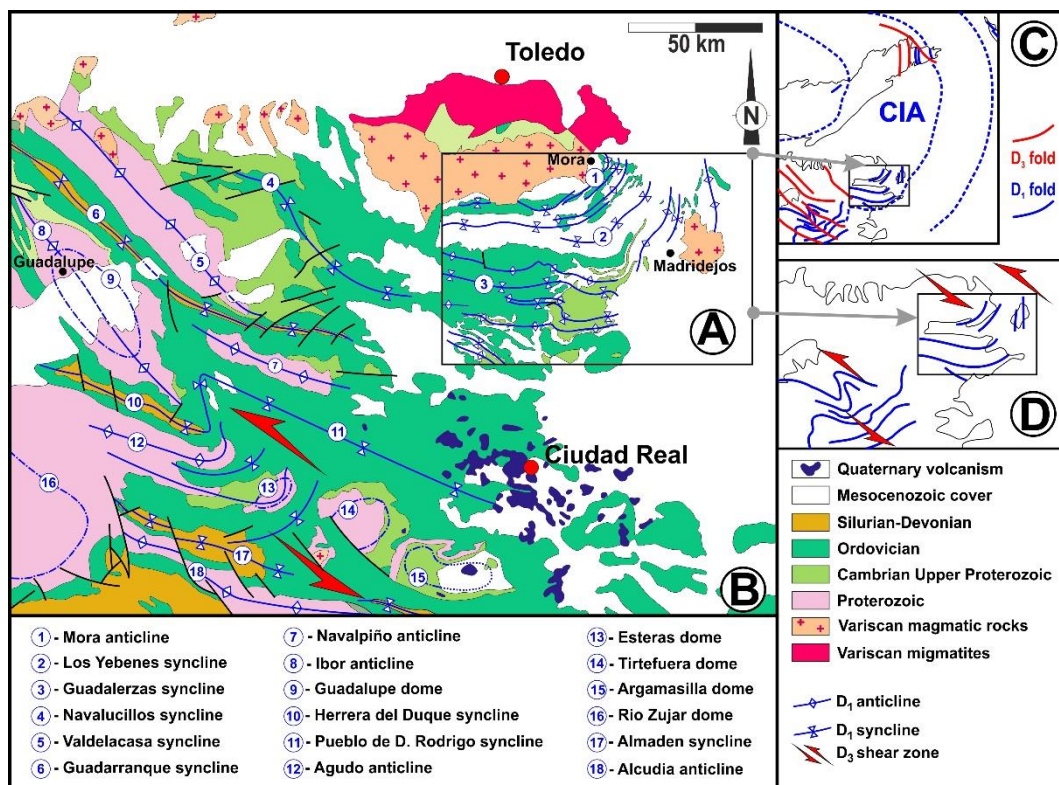 50 km
Toledo
N
Mora
1
2
Madridejos
3
A
4
6
8
Guadalupe
9
5
7
10
11
12
13
14
16
Ciudad Real
17
15
18
B
C
CIA
D3 fold
D1 fold
D
1 - Mora anticline
2 - Los Yebenes syncline
3 - Guadalerzas syncline
4 - Navalucillos syncline
5 - Valdelacasa syncline
6 - Guadarranque syncline
7 - Navalpiño anticline
8 - Ibor anticline
9 - Guadalupe dome
10 - Herrera del Duque syncline
11 - Pueblo de D. Rodrigo syncline
12 - Agudo anticline
13 - Esteras dome
14 - Tirtefuera dome
15 - Argamasilla dome
16 - Rio Zujar dome
17 - Almaden syncline
18 - Alcudia anticline
Quaternary volcanism
Mesocenozoic cover
Silurian-Devonian
Ordovician
Cambrian Upper Proterozoic
Proterozoic
Variscan magmatic rocks
Variscan migmatites
D1 anticline
D1 syncline
D3 shear zone